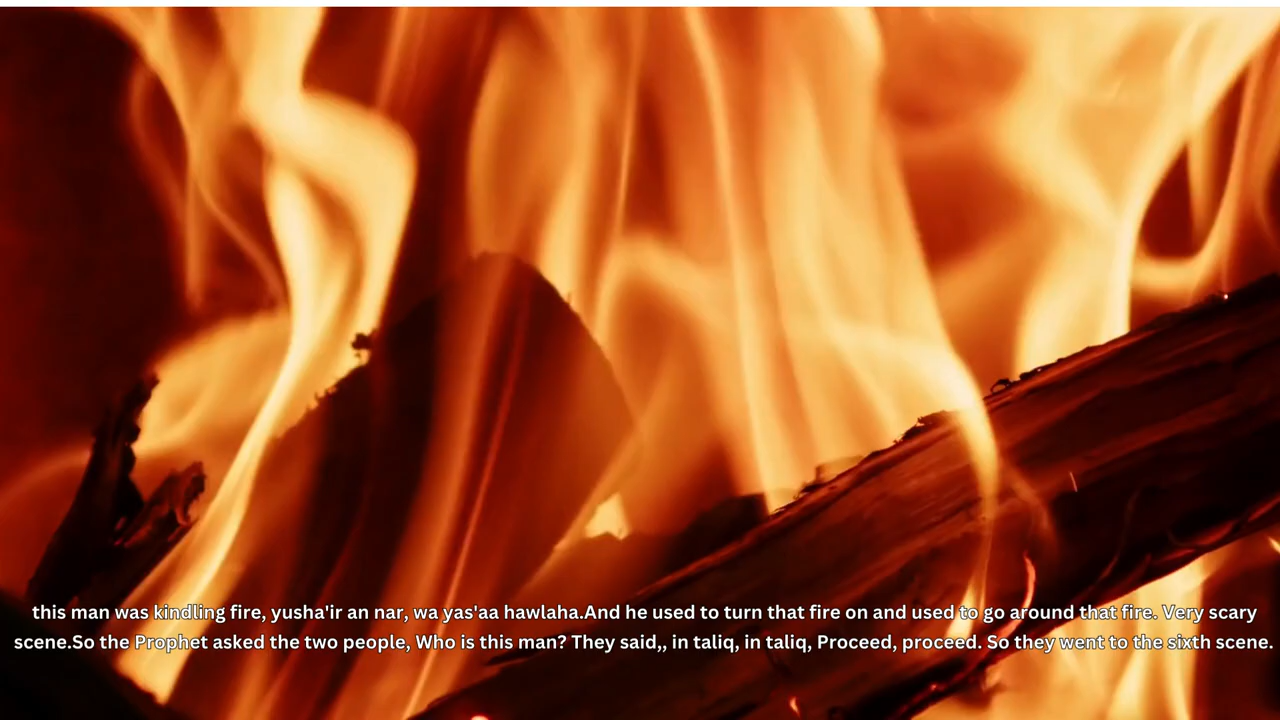 this man was kindling fire, yusha'ir an nar, wa yas'aa hawlaha.And he used to turn that fire on and used to go around that fire. Very scary
scene.So the Prophet asked the two people, Who is this man? They said,, in taliq, in taliq, Proceed, proceed. So they went to the sixth scene.